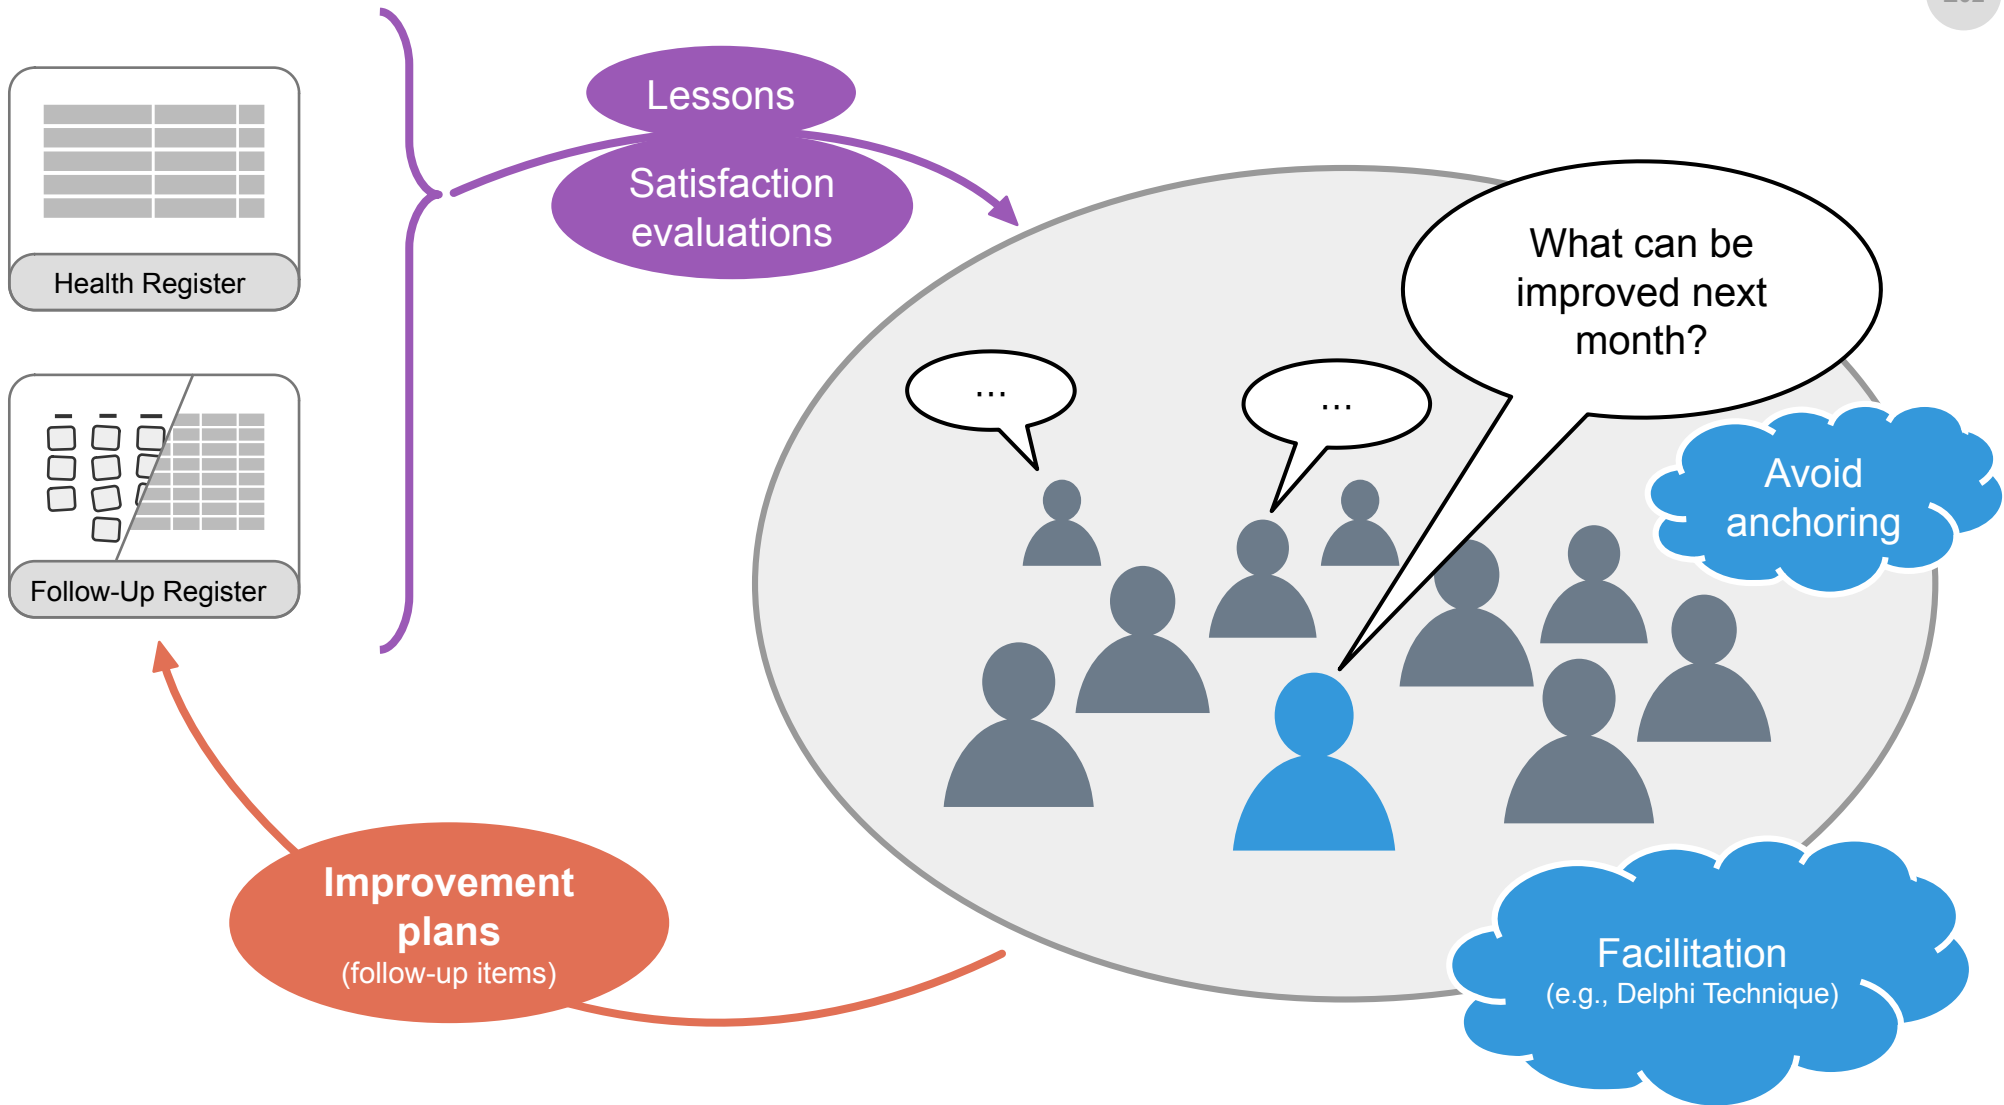 Lessons
Satisfaction
evaluations
Health Register
Follow-Up Register
What can be
improved next
month?
...
...
Avoid
anchoring
Improvement
plans
(follow-up items)
Facilitation
(e.g., Delphi Technique)